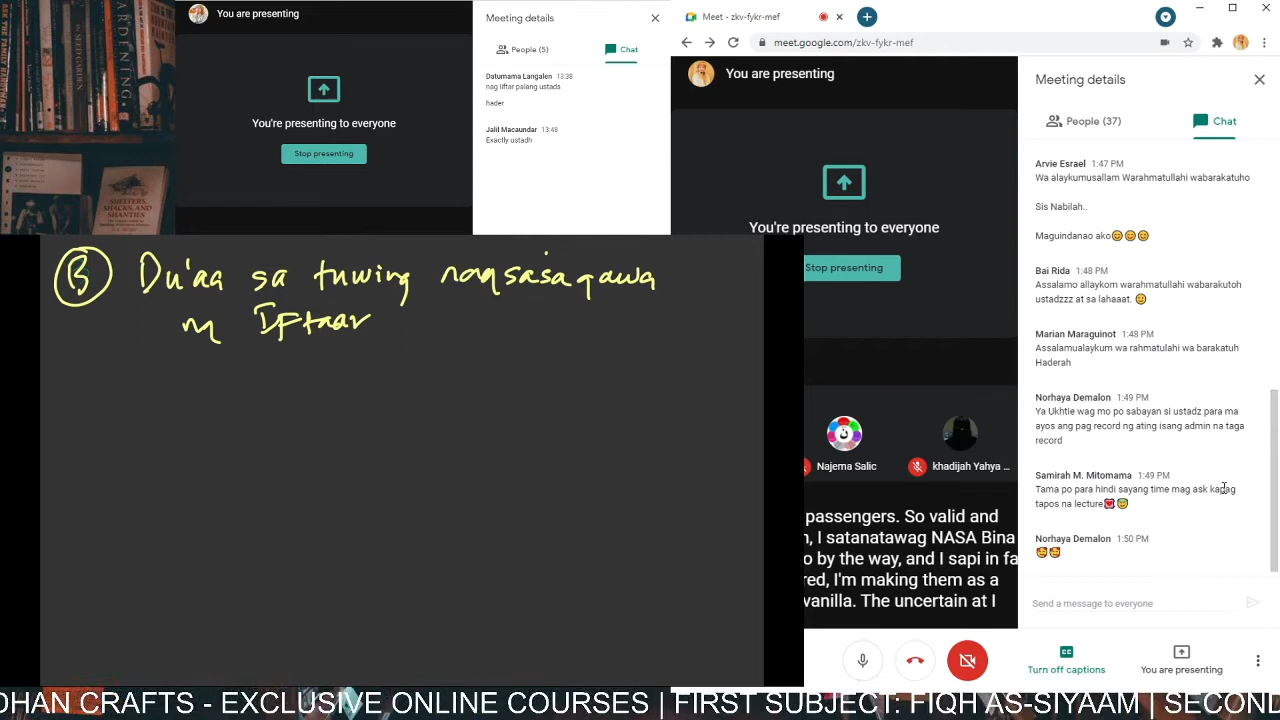 GARDENING
SHELTERS,
SHACKS, AND
SHANTIES
You are presenting
You're presenting to everyone
Stop presenting
Meeting details
People (5)
Chat
Datumama Langalen 13:38
nag Iiftar palang ustads
hader
Jalil Macaundar 13:48
Exactly ustadh
Meet - zkv-fykr-mef
meet.google.com/zkv-fykr-mef
You are presenting
You're presenting to everyone
Stop presenting
Najema Salic
khadijah Yahya ...
passengers. So valid and
n, I satanatawag NASA Bina
o by the way, and I sapi in fa
red, I'm making them as a
vanilla. The uncertain at I
Meeting details
People (37)
Chat
Arvie Esrael 1:47 PM
Wa alaykumusallam Warahmatullahi wabarakatuho
Sis Nabilah..
Maguindanao ako😊😊😊
Bai Rida 1:48 PM
Assalamo allaykom warahmatullahi wabarukatoh
ustadzzz at sa lahaaat. 🙂
Marian Maraguinot 1:48 PM
Assalamualaykum wa rahmatulahi wa barakatuh
Haderah
Norhaya Demalon 1:49 PM
Ya Ukhtie wag mo po sabayan si ustadz para ma
ayos ang pag record ng ating isang admin na taga
record
Samirah M. Mitomama 1:49 PM
Tama po para hindi sayang time mag ask kapag
tapos na lecture💓😇
Norhaya Demalon 1:50 PM
🥰🥰
Send a message to everyone
Turn off captions
You are presenting
B Du'aa sa tuwing nagsasagawa
ng Iftaar
DHAN CRAFTS - EXCLUSIVE ONLINE COURSES | FIRST SUBJECT: FIQH AS-SIYAAM | SECOND